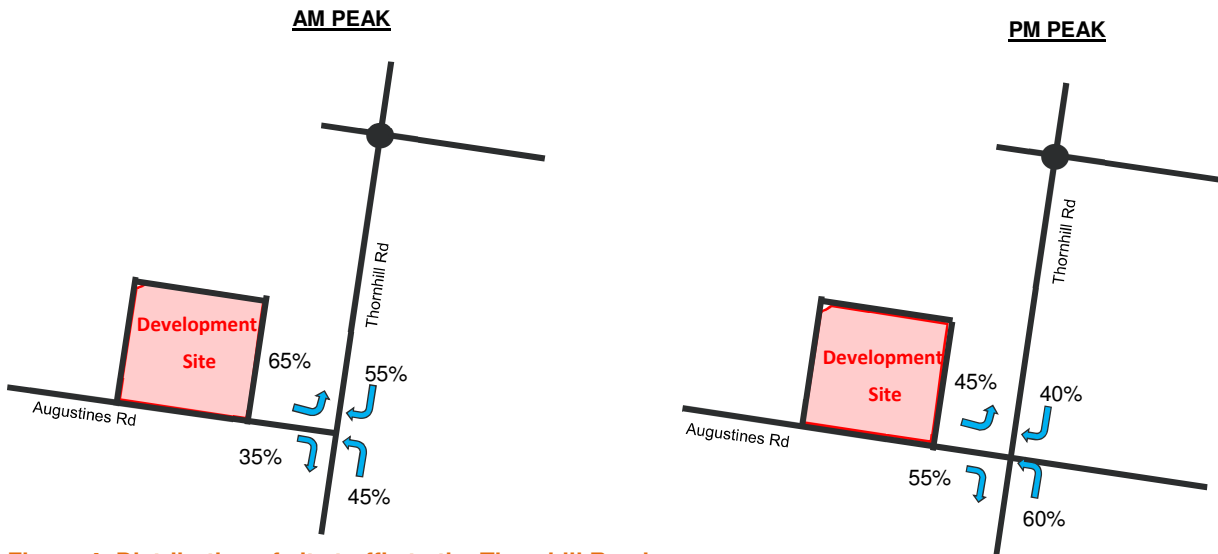 AM PEAK
Thornhill Rd
Development
Site
65%
55%
Augustines Rd
35%
45%
PM PEAK
Thornhill Rd
Development
Site
45%
40%
Augustines Rd
55%
60%